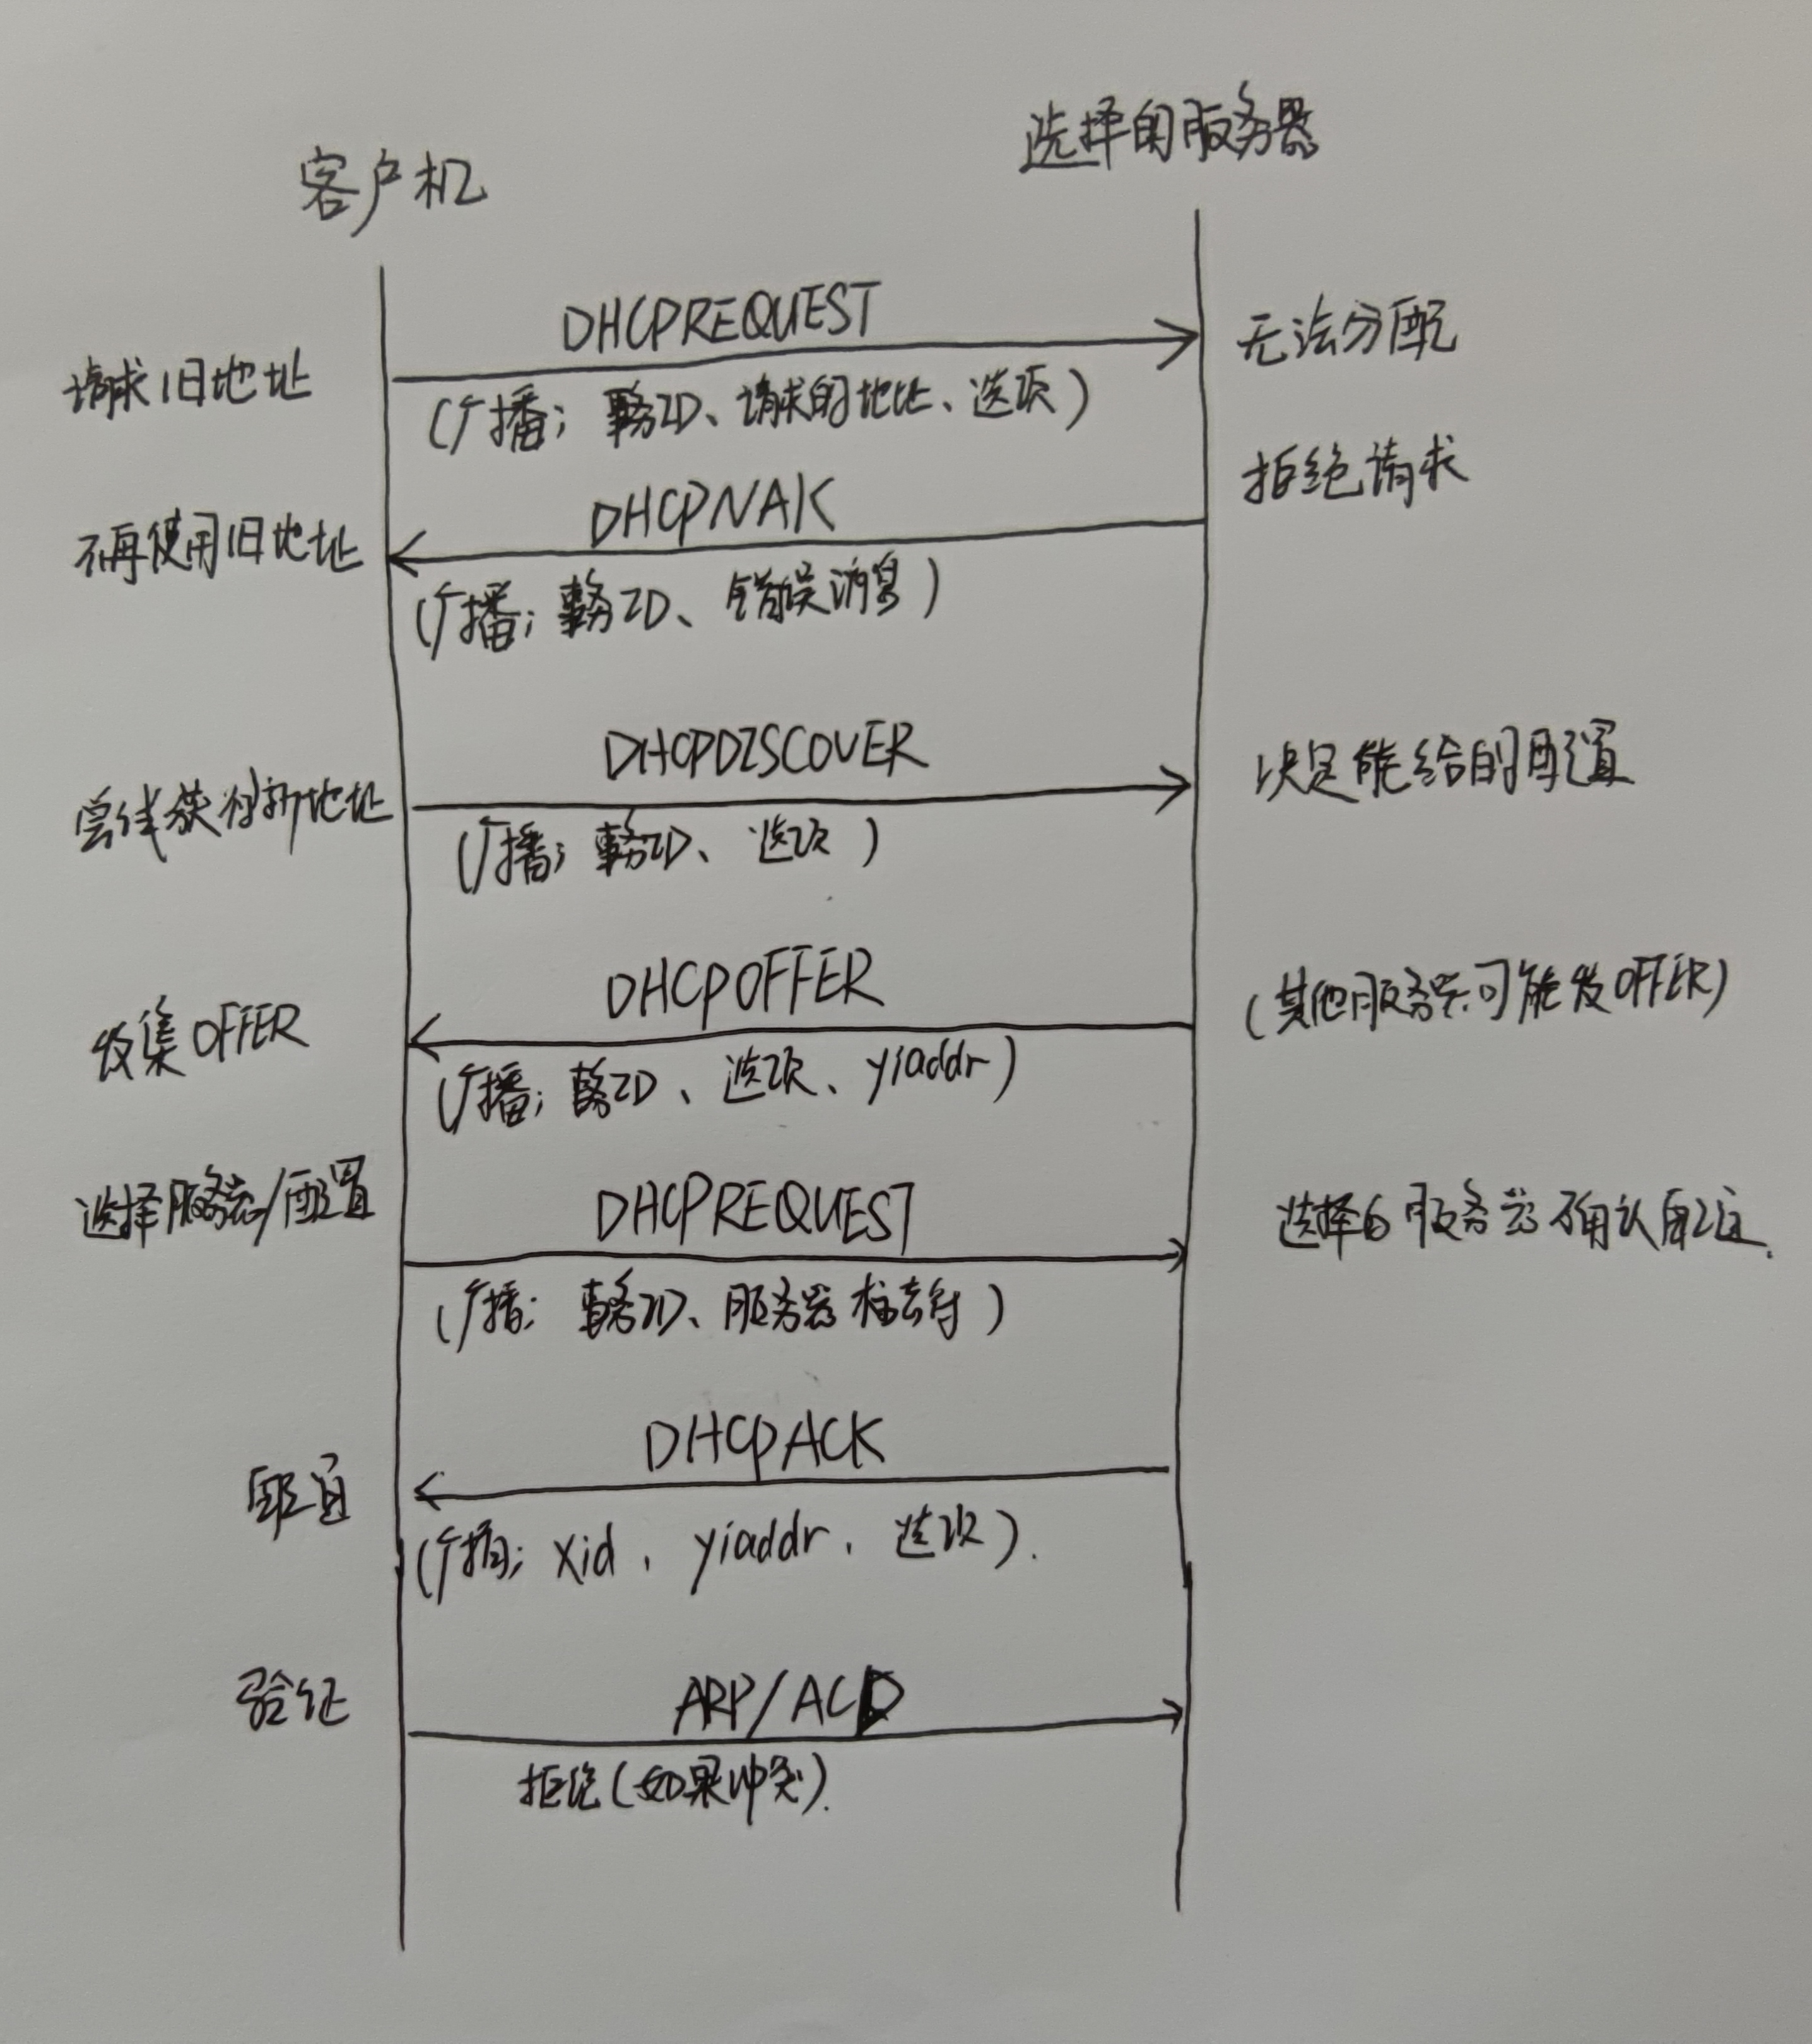 选择的服务器
客户机
DHCPREQUEST
无法分配
请求旧地址
(广播; 事务ID、请求的地址、选项)
拒绝请求
DHCPNAK
不再使用旧地址
(广播; 事务ID、错误消息)
DHCPDISCOVER
决定能给的配置
尝试获得新地址
(广播; 事务ID、选项)
DHCPOFFER
(其他服务器可能发OFFER)
收集OFFER
(广播; 事务ID、选项、yiaddr)
选择服务器/配置
DHCPREQUEST
选择的服务器确认配置.
(广播; 事务ID、服务器标志符)
DHCPACK
配置
(广播; xid、yiaddr、选项).
验证
ARP/ACD
拒绝(如果冲突).